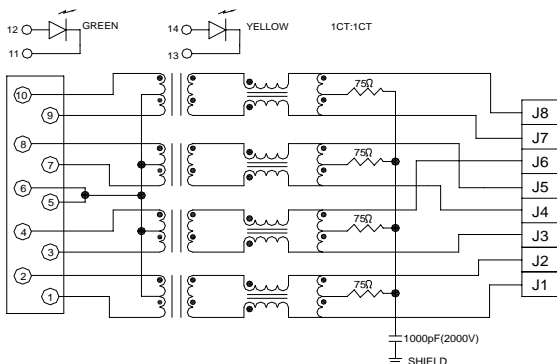 12 GREEN 14 YELLOW 1CT:1CT
11 13
10 75Ω J8
9 J7
8 75Ω J6
7 J5
6
5 J4
4 75Ω J3
3 J2
2 75Ω J1
1
1000pF(2000V)
SHIELD